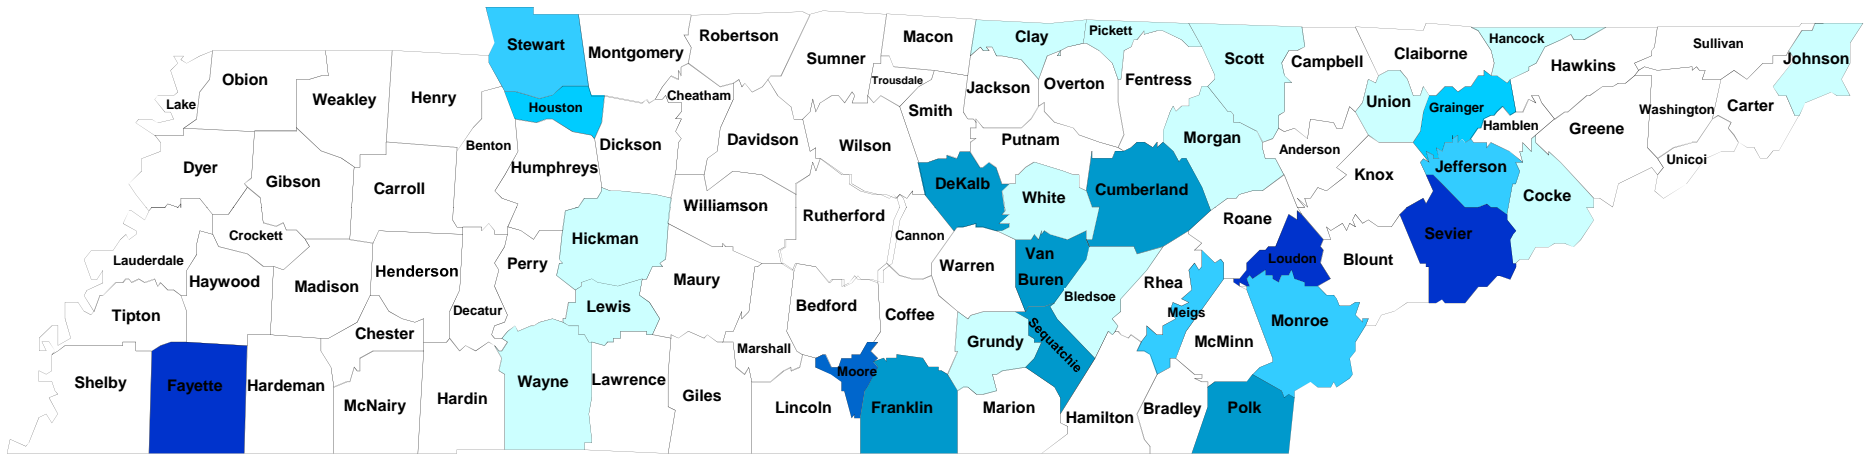 Stewart
Montgomery
Robertson
Sumner
Macon
Clay
Pickett
Scott
Campbell
Claiborne
Hancock
Hawkins
Sullivan
Johnson
Lake
Obion
Weakley
Henry
Houston
Cheatham
Trousdale
Smith
Jackson
Overton
Fentress
Union
Grainger
Hamblen
Greene
Washington
Carter
Unicoi
Dyer
Gibson
Carroll
Benton
Humphreys
Dickson
Davidson
Wilson
DeKalb
Putnam
White
Cumberland
Morgan
Anderson
Knox
Jefferson
Cocke
Lauderdale
Crockett
Haywood
Madison
Henderson
Decatur
Perry
Hickman
Williamson
Rutherford
Cannon
Warren
Van
Buren
Bledsoe
Rhea
Roane
Loudon
Blount
Sevier
Tipton
Chester
Lewis
Maury
Marshall
Bedford
Coffee
Grundy
Sequatchie
Meigs
McMinn
Monroe
Shelby
Fayette
Hardeman
McNairy
Hardin
Wayne
Lawrence
Giles
Lincoln
Moore
Franklin
Marion
Hamilton
Bradley
Polk